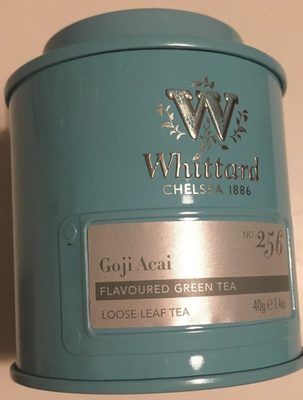 W
Whittard
CHELSEA 1886
NO. 256
Goji Acai
FLAVOURED GREEN TEA
LOOSE LEAF TEA 40g ℮ 1.4oz